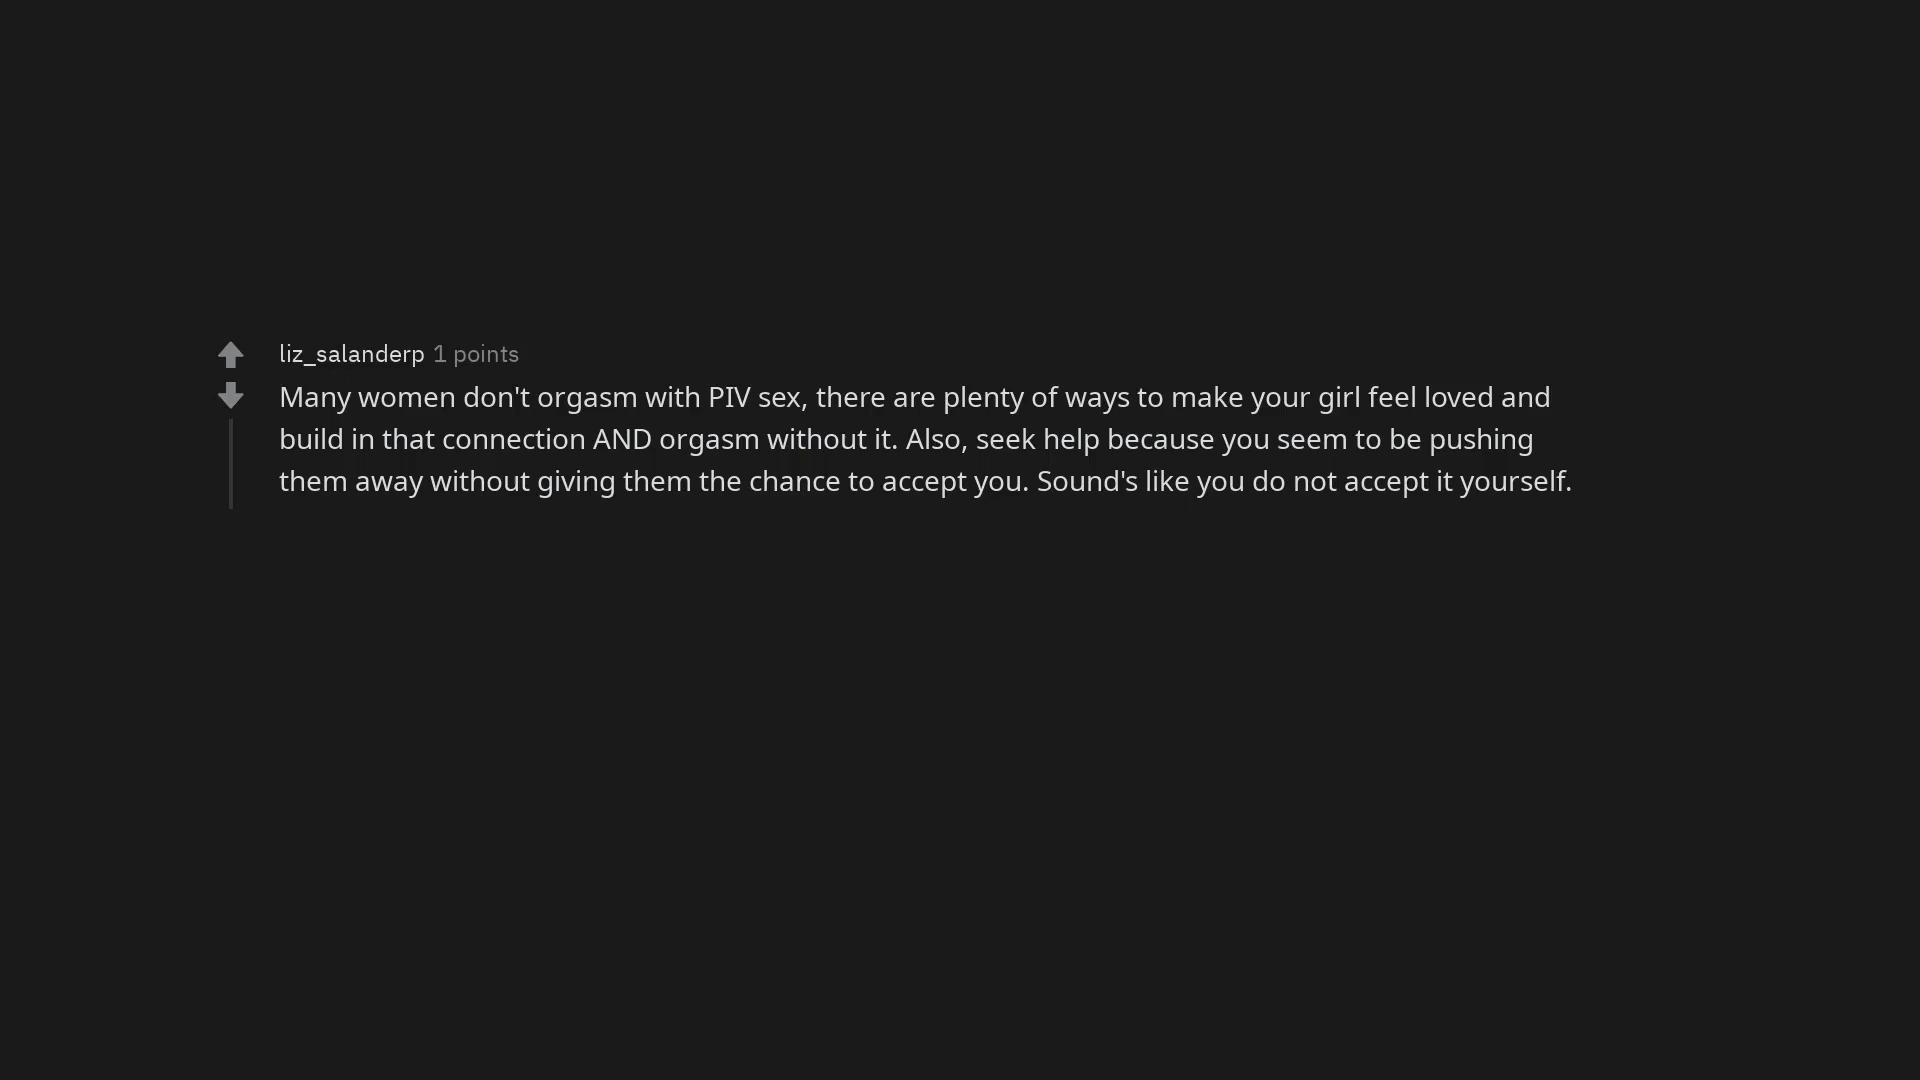 liz_salanderp 1 points
Many women don't orgasm with PIV sex, there are plenty of ways to make your girl feel loved and
build in that connection AND orgasm without it. Also, seek help because you seem to be pushing
them away without giving them the chance to accept you. Sound's like you do not accept it yourself.